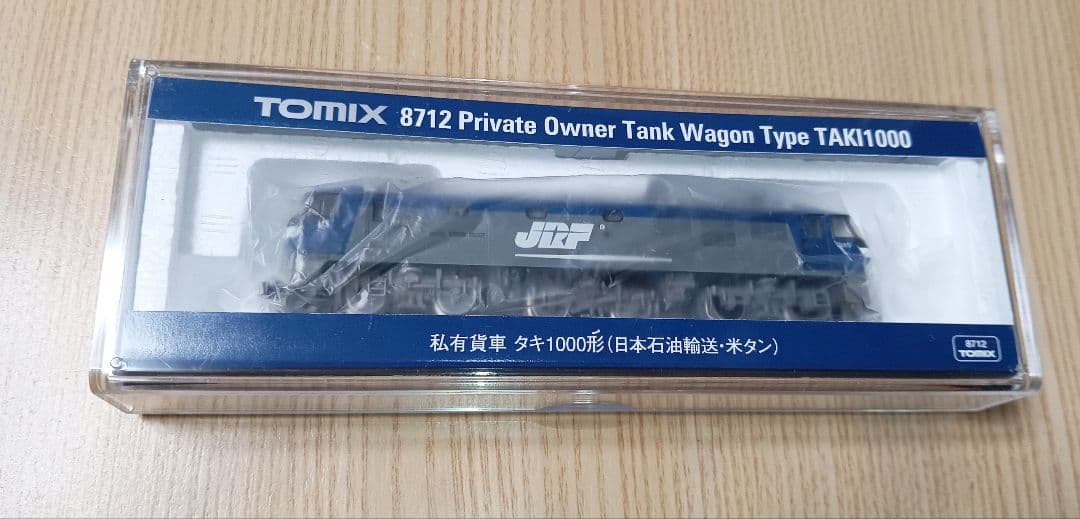 TOMIX 8712 Private Owner Tank Wagon Type TAKI1000
JRF
私有貨車 タキ1000形(日本石油輸送・米タン)
8712
TOMIX